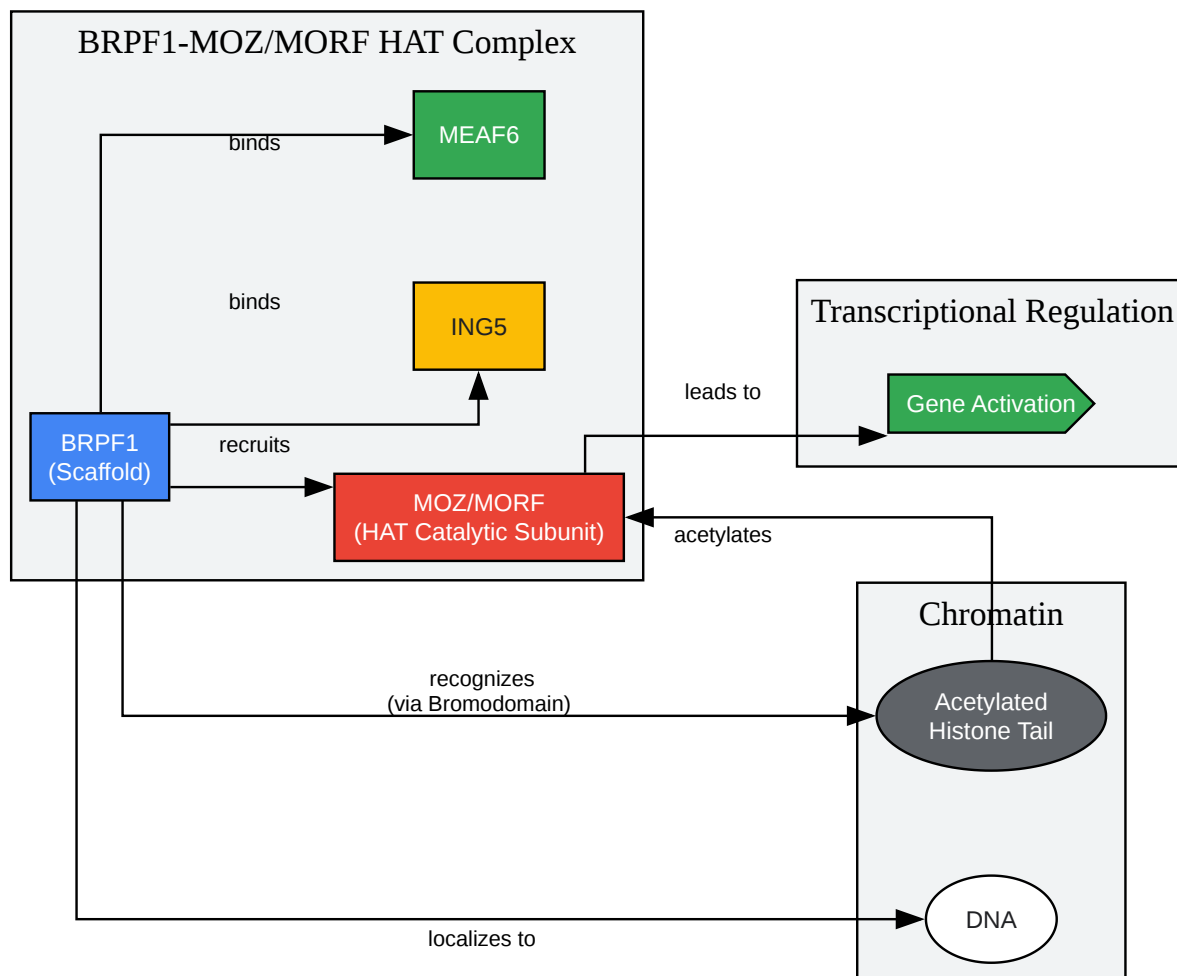 BRPF1-MOZ/MORF HAT Complex
MEAF6
binds
binds
ING5
Transcriptional Regulation
leads to
Gene Activation
BRPF1
(Scaffold)
recruits
MOZ/MORF
(HAT Catalytic Subunit)
acetylates
Chromatin
recognizes
(via Bromodomain)
Acetylated
Histone Tail
DNA
localizes to